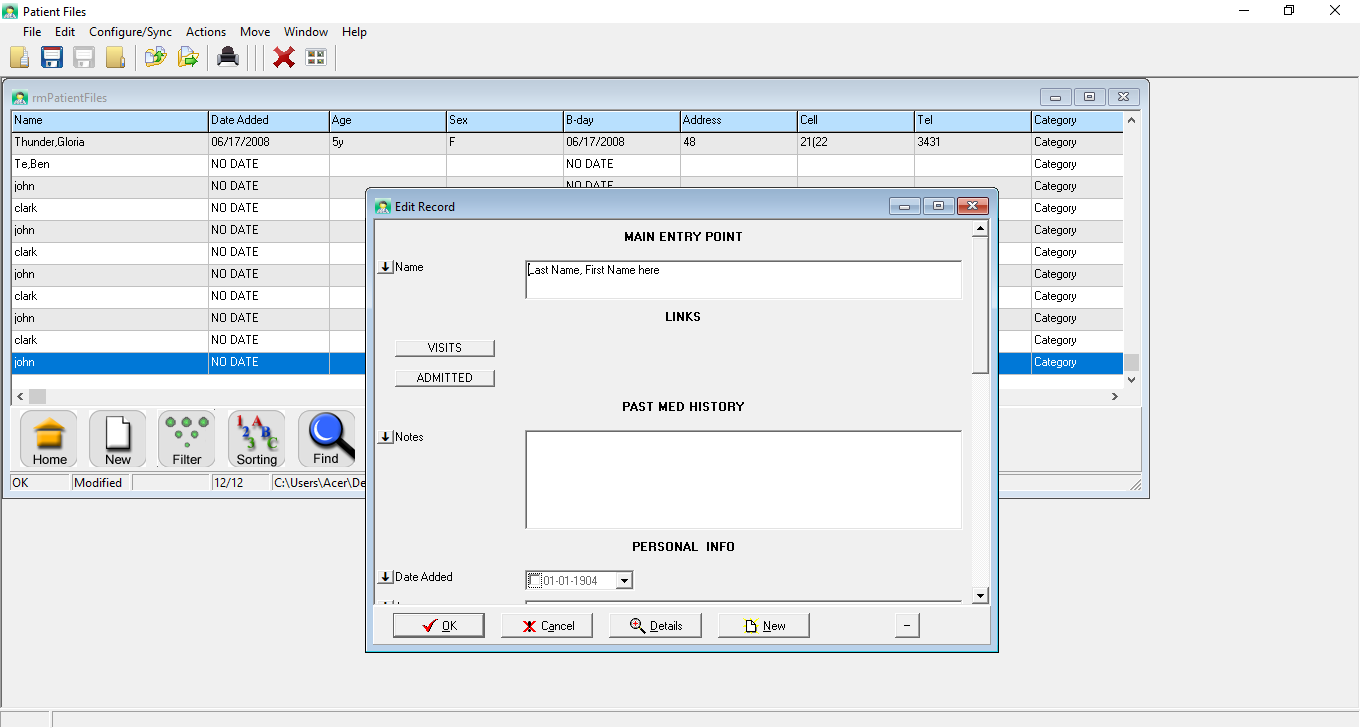 Patient Files
File Edit Configure/Sync Actions Move Window Help
rmPatientFiles
Name Date Added Age Sex B-day Address Cell Tel Category
Thunder,Gloria 06/17/2008 5y F 06/17/2008 48 21(22 3431 Category
Te,Ben NO DATE NO DATE Category
john NO DATE NO DATE Category
clark NO DATE Category
john NO DATE Category
clark NO DATE Category
john NO DATE Category
clark NO DATE Category
john NO DATE Category
clark NO DATE Category
john NO DATE Category
Edit Record
MAIN ENTRY POINT
Name Last Name, First Name here
LINKS
VISITS
ADMITTED
PAST MED HISTORY
Notes
PERSONAL INFO
Date Added 01-01-1904
OK Cancel Details New
Home New Filter 1 2 3 A B C Sorting Find
OK Modified 12/12 C:\Users\Acer\De